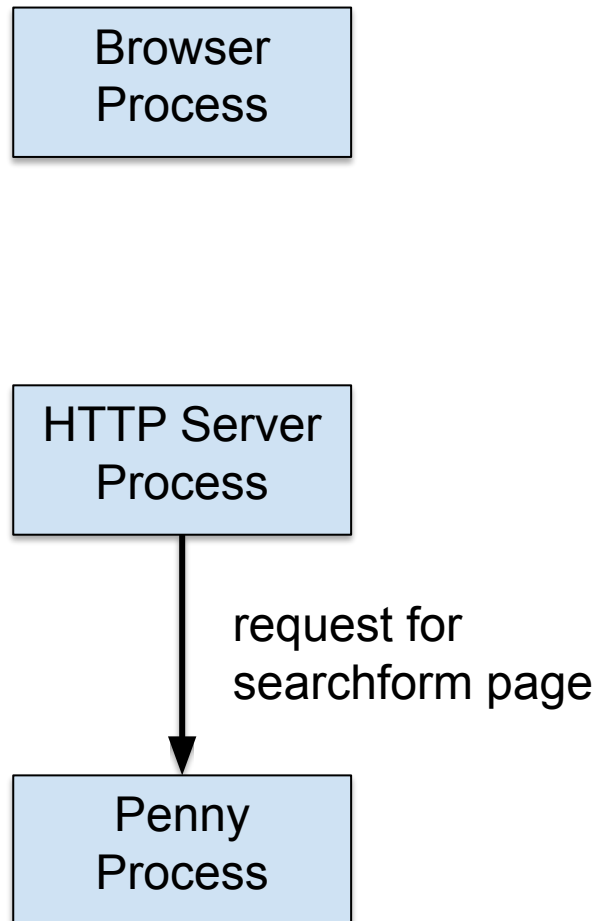 Browser
Process
HTTP Server
Process
request for
searchform page
Penny
Process